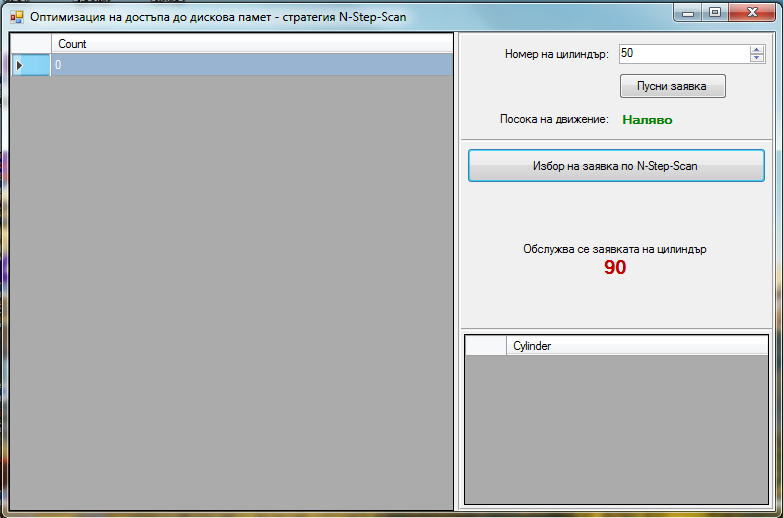 Оптимизация на достъпа до дискова памет - стратегия N-Step-Scan
Count
0
Номер на цилиндър: 50
Пусни заявка
Посока на движение: Наляво
Избор на заявка по N-Step-Scan
Обслужва се заявката на цилиндър
90
Cylinder